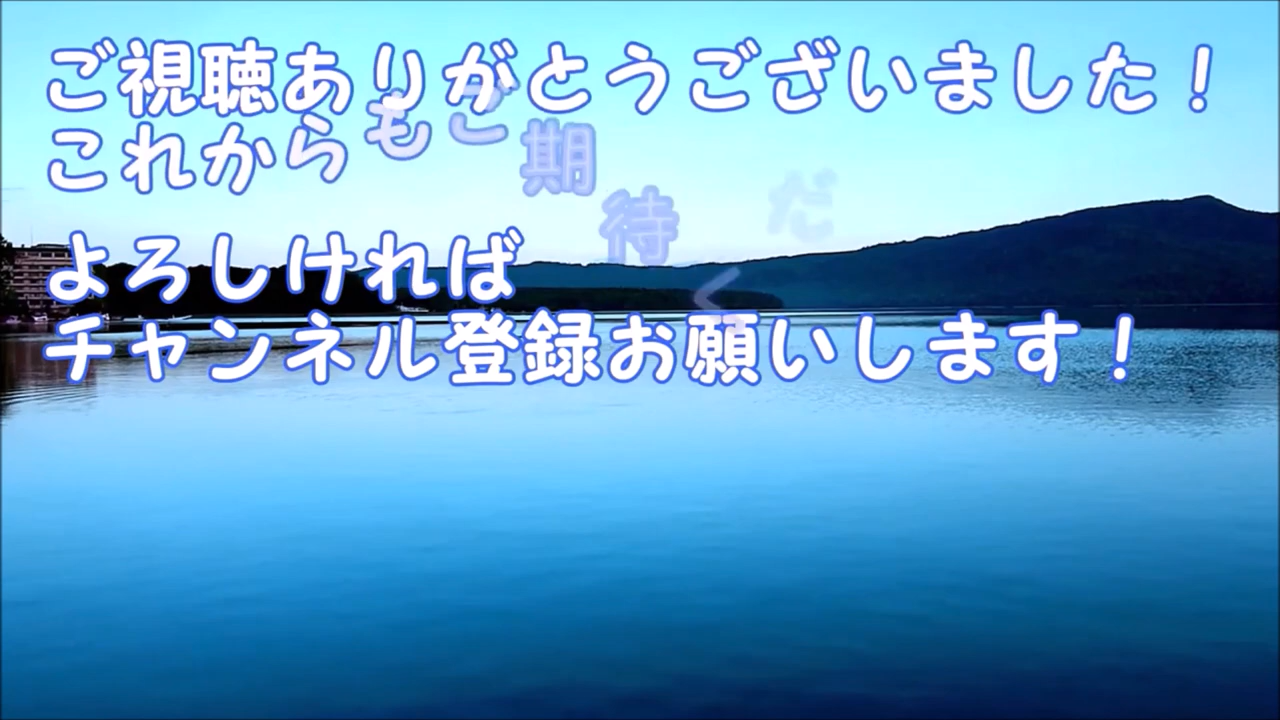 ご視聴ありがとうございました！
これからもご期待くだ
よろしければ
チャンネル登録お願いします！